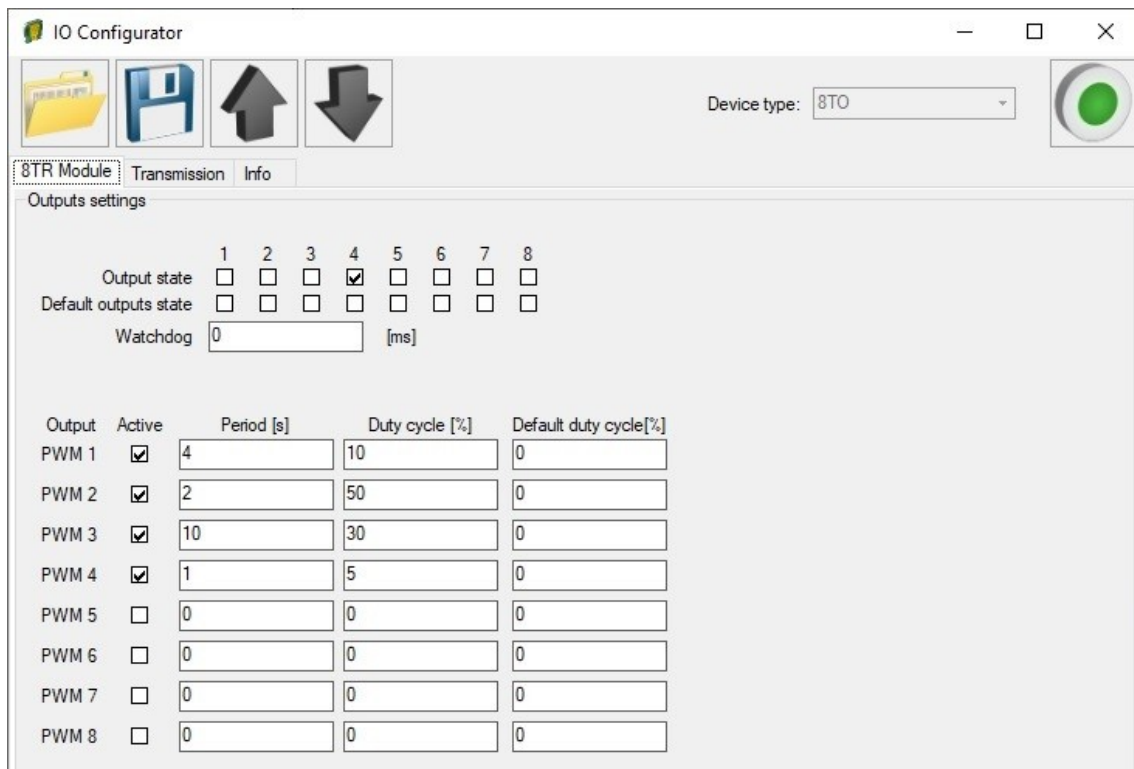 IO Configurator
Device type: 8TO
8TR Module Transmission Info
Outputs settings
1 2 3 4 5 6 7 8
Output state
Default outputs state
Watchdog 0 [ms]
Output Active Period [s] Duty cycle [%] Default duty cycle[%]
PWM 1 4 10 0
PWM 2 2 50 0
PWM 3 10 30 0
PWM 4 1 5 0
PWM 5 0 0 0
PWM 6 0 0 0
PWM 7 0 0 0
PWM 8 0 0 0